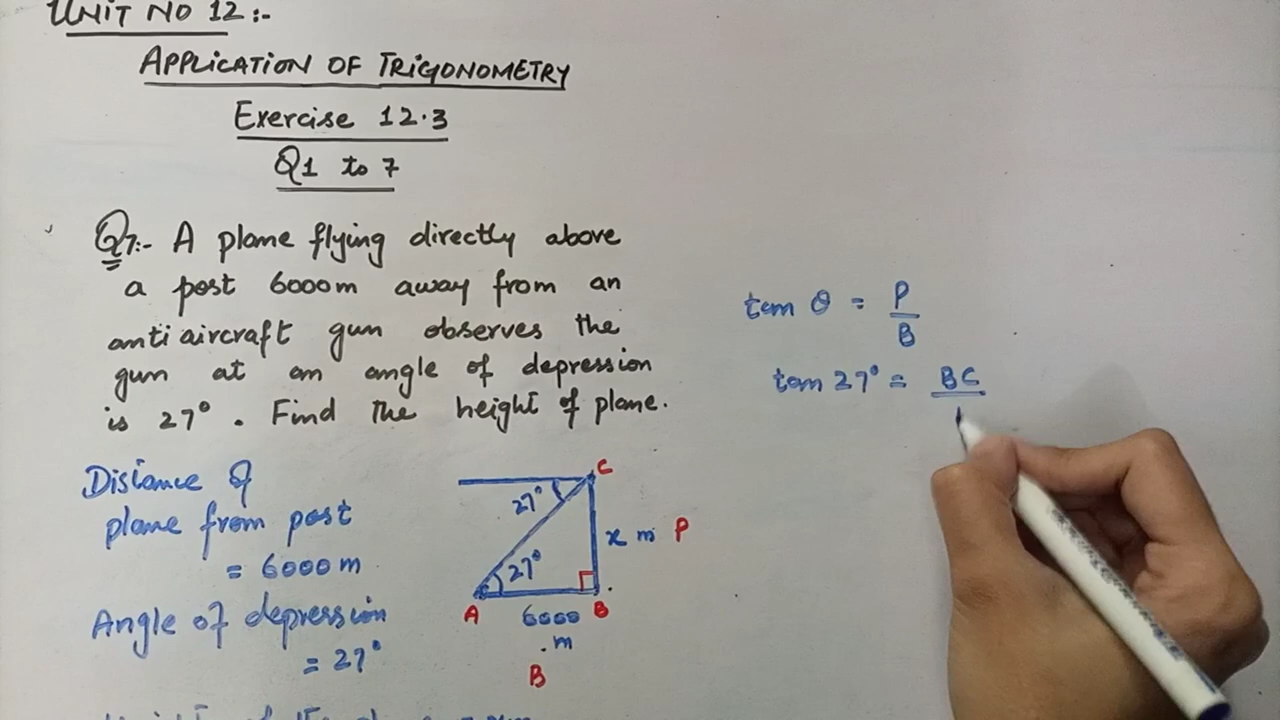 UNIT NO 12:-
APPLICATION OF TRIGONOMETRY
Exercise 12.3
Q1 to 7
Q7:- A plane flying directly above
a post 6000m away from an
anti aircraft gun observes the
gun at an angle of depression
is 27°. Find the height of plane.
tan θ = P
B
tan 27° = BC
Distance of
plane from post
= 6000 m
Angle of depression
= 27°
C
27°
x m P
27°
A 6000 B
m
B